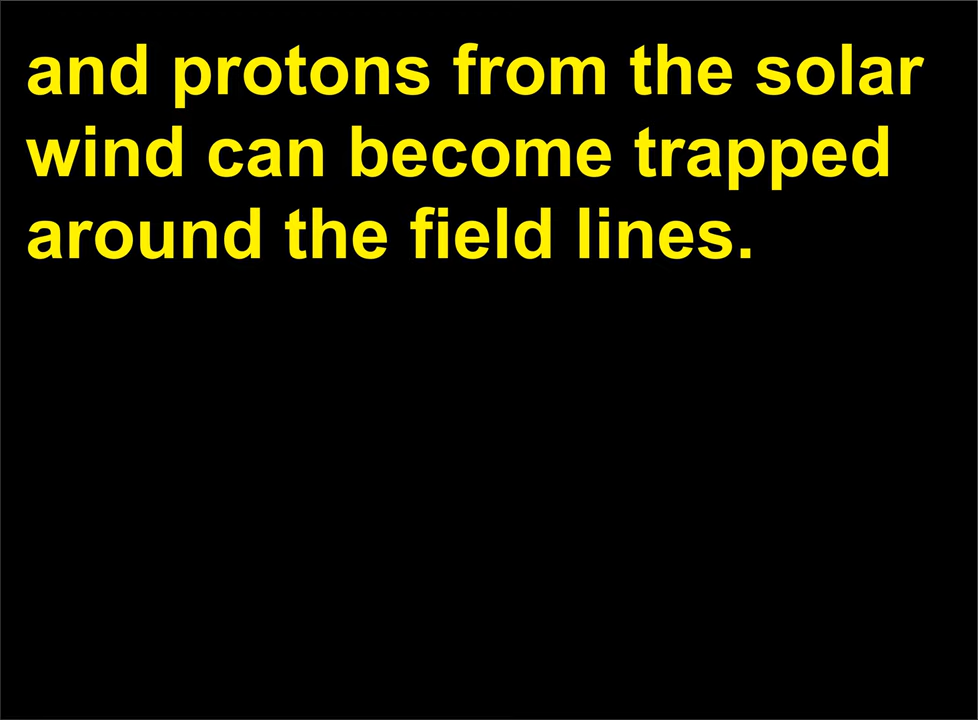 and protons from the solar
wind can become trapped
around the field lines.